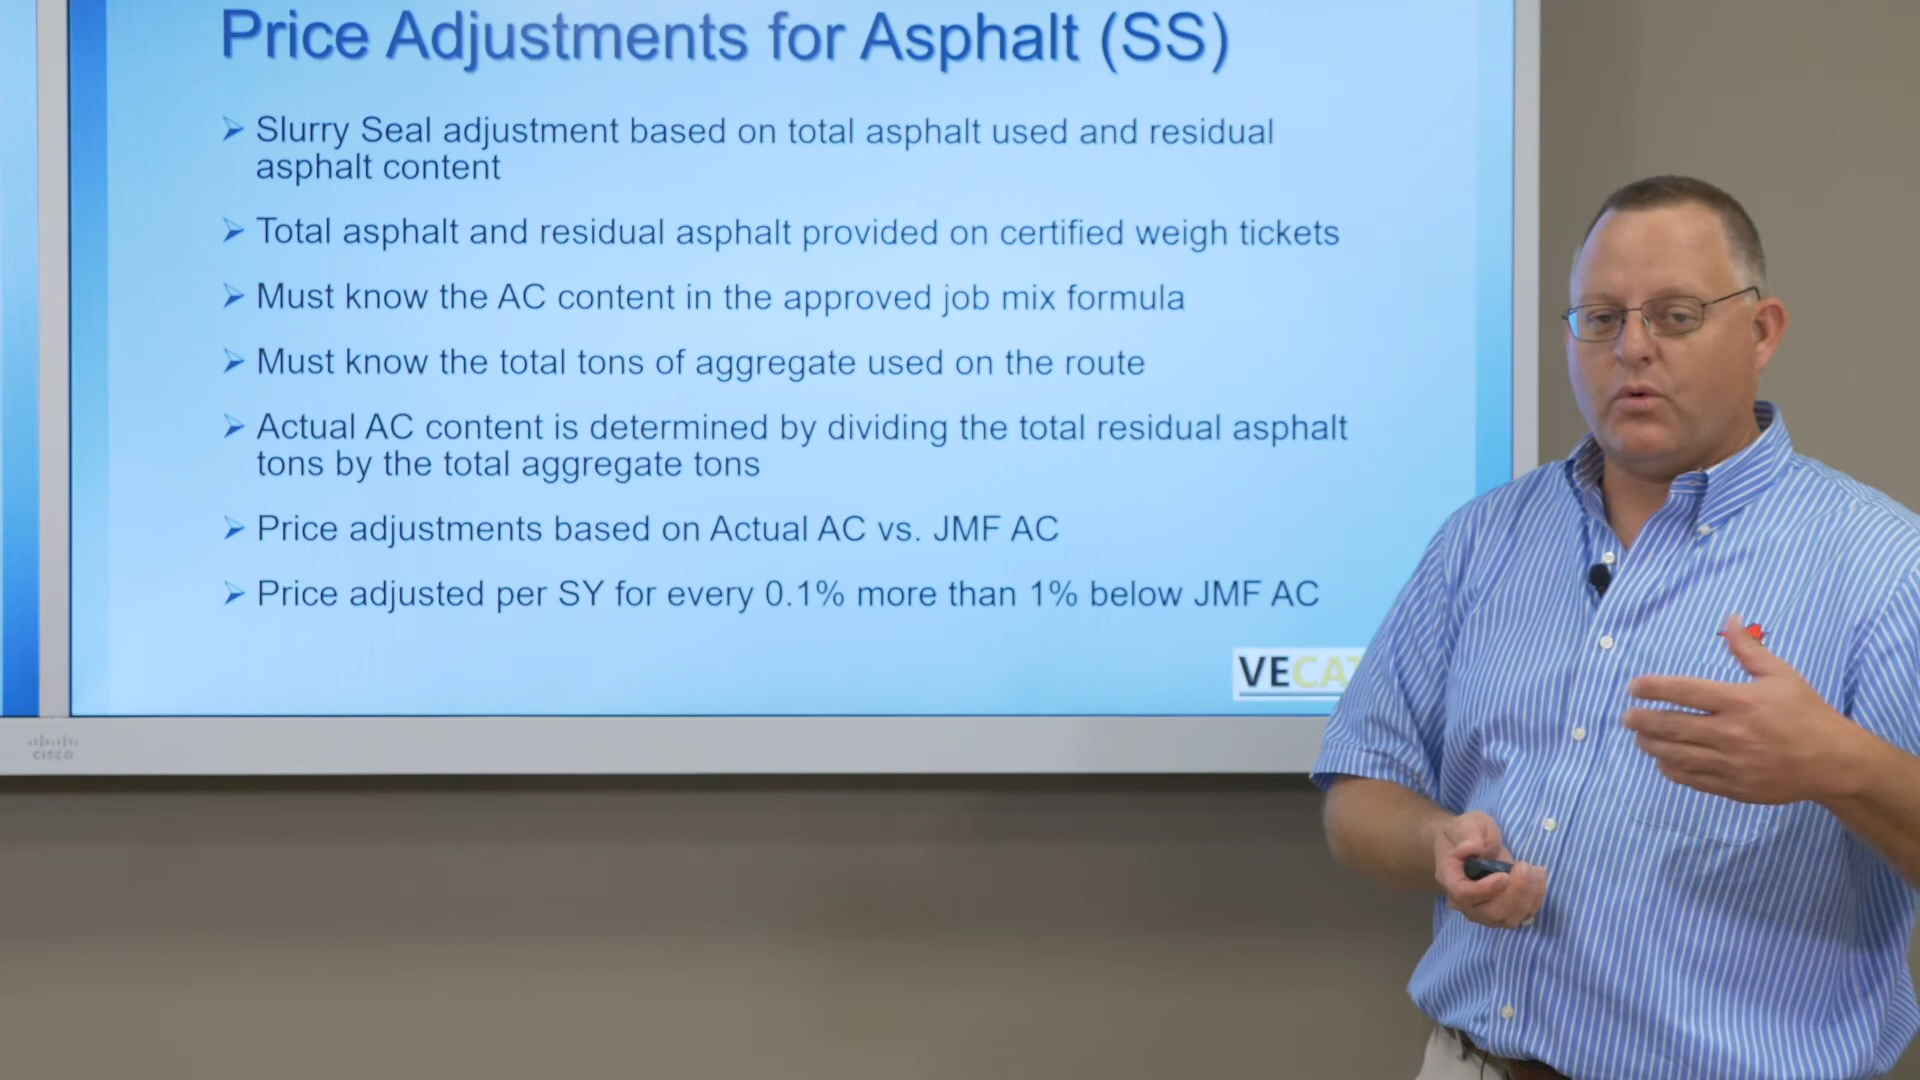 Price Adjustments for Asphalt (SS)
➢ Slurry Seal adjustment based on total asphalt used and residual
asphalt content
➢ Total asphalt and residual asphalt provided on certified weigh tickets
➢ Must know the AC content in the approved job mix formula
➢ Must know the total tons of aggregate used on the route
➢ Actual AC content is determined by dividing the total residual asphalt
tons by the total aggregate tons
➢ Price adjustments based on Actual AC vs. JMF AC
➢ Price adjusted per SY for every 0.1% more than 1% below JMF AC
VECAT
CISCO